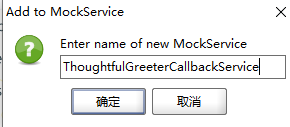 Add to MockService
Enter name of new MockService
ThoughtfulGreeterCallbackService
确定 取消